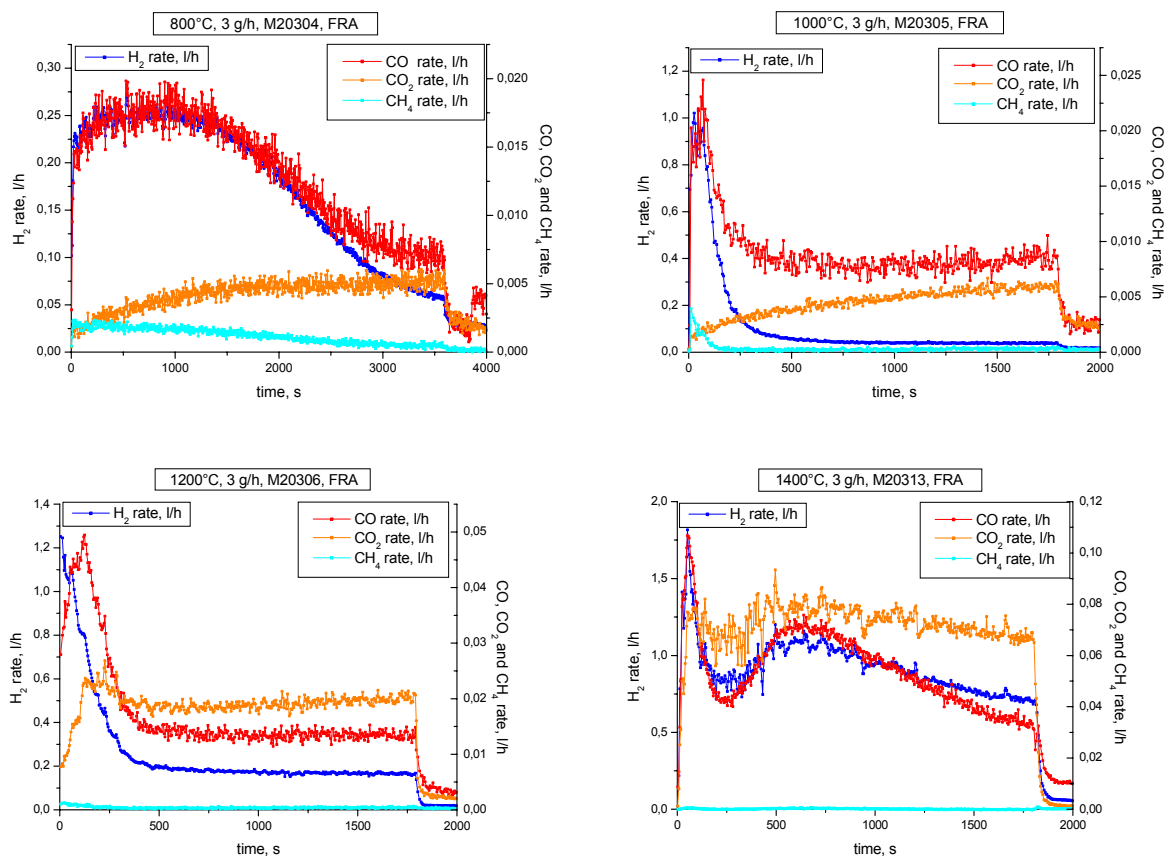 800°C, 3 g/h, M20304, FRA
H2 rate, l/h
CO rate, l/h
CO2 rate, l/h
CH4 rate, l/h
0,30
0,25
0,20
0,15
0,10
0,05
0,00
H2 rate, l/h
0,020
0,015
0,010
0,005
0,000
CO, CO2 and CH4 rate, l/h
0 1000 2000 3000 4000
time, s
1000°C, 3 g/h, M20305, FRA
H2 rate, l/h
CO rate, l/h
CO2 rate, l/h
CH4 rate, l/h
1,2
1,0
0,8
0,6
0,4
0,2
0,0
H2 rate, l/h
0,025
0,020
0,015
0,010
0,005
0,000
CO, CO2 and CH4 rate, l/h
0 500 1000 1500 2000
time, s
1200°C, 3 g/h, M20306, FRA
H2 rate, l/h
CO rate, l/h
CO2 rate, l/h
CH4 rate, l/h
1,4
1,2
1,0
0,8
0,6
0,4
0,2
0,0
H2 rate, l/h
0,05
0,04
0,03
0,02
0,01
0,00
CO, CO2 and CH4 rate, l/h
0 500 1000 1500 2000
time, s
1400°C, 3 g/h, M20313, FRA
H2 rate, l/h
CO rate, l/h
CO2 rate, l/h
CH4 rate, l/h
2,0
1,5
1,0
0,5
0,0
H2 rate, l/h
0,12
0,10
0,08
0,06
0,04
0,02
0,00
CO, CO2 and CH4 rate, l/h
0 500 1000 1500 2000
time, s